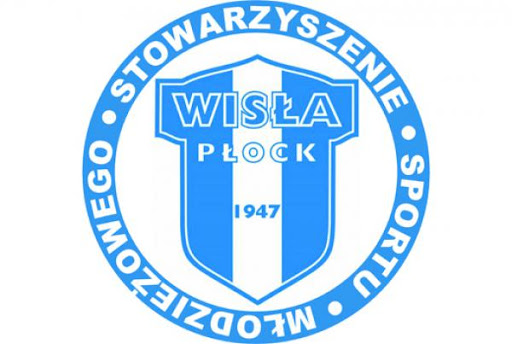 STOWARZYSZENIE • SPORTU • MŁODZIEŻOWEGO •
WISŁA
PŁOCK
1947